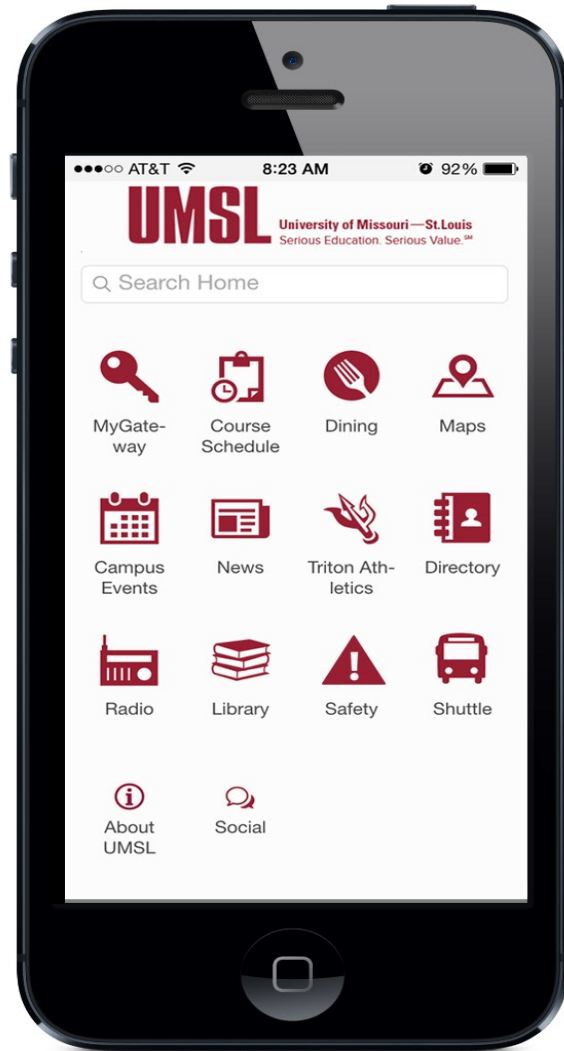 AT&T 8:23 AM 92%
UMSL
University of Missouri—St.Louis
Serious Education. Serious Value.℠
Search Home
MyGate-
way
Course
Schedule
Dining
Maps
Campus
Events
News
Triton Ath-
letics
Directory
Radio
Library
Safety
Shuttle
About
UMSL
Social